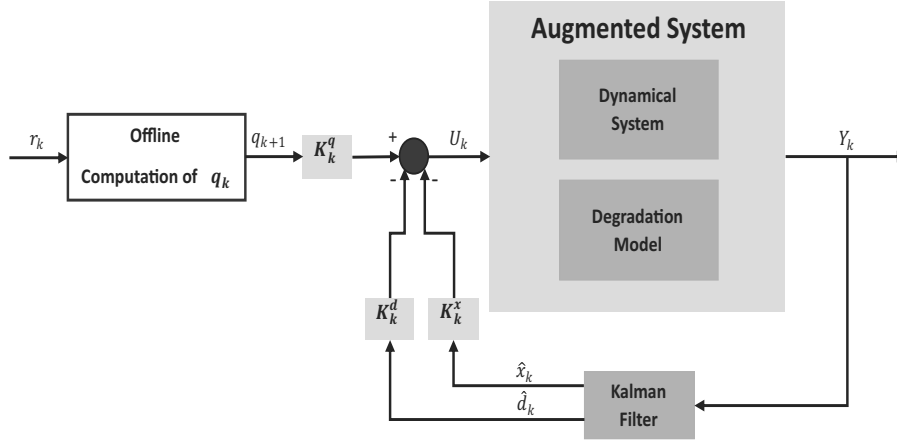 Augmented System
Dynamical
System
Degradation
Model
r_k
Offline
Computation of q_k
q_{k+1}
K_k^q
+
-
-
U_k
Y_k
K_k^d
K_k^x
x̂_k
d̂_k
Kalman
Filter